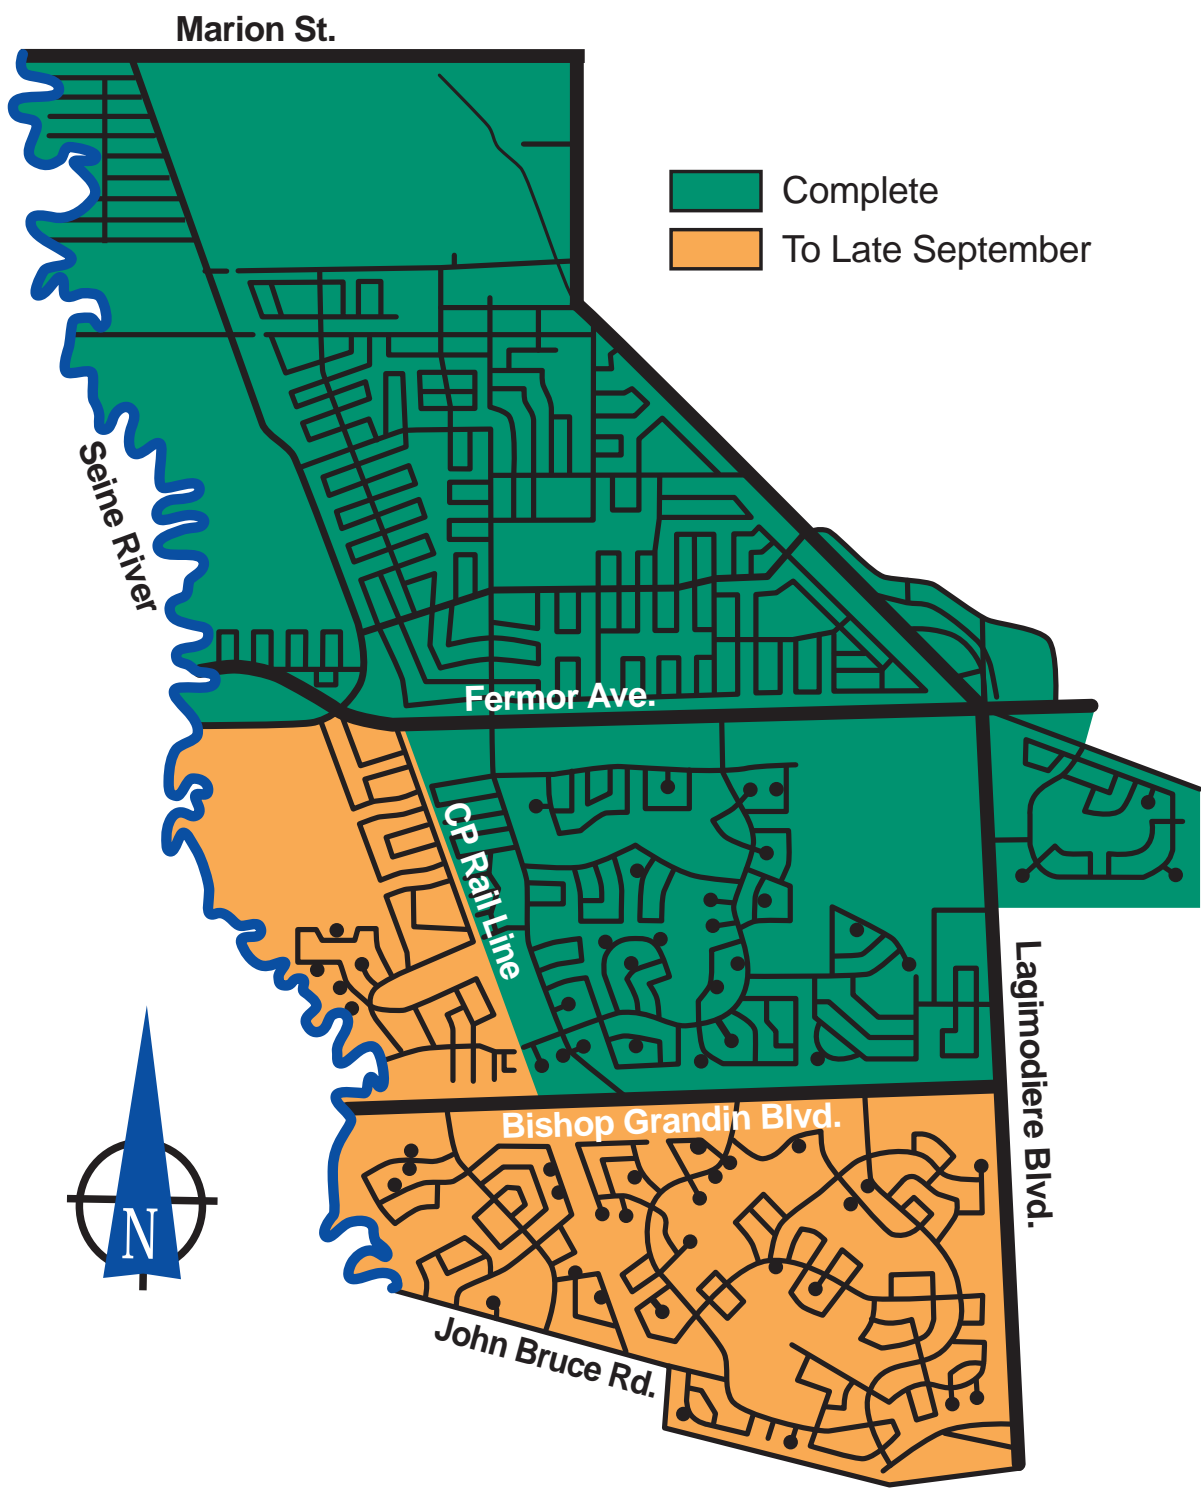 Marion St.
Complete
To Late September
Seine River
Fermor Ave.
CP Rail Line
Lagimodiere Blvd.
Bishop Grandin Blvd.
N
John Bruce Rd.